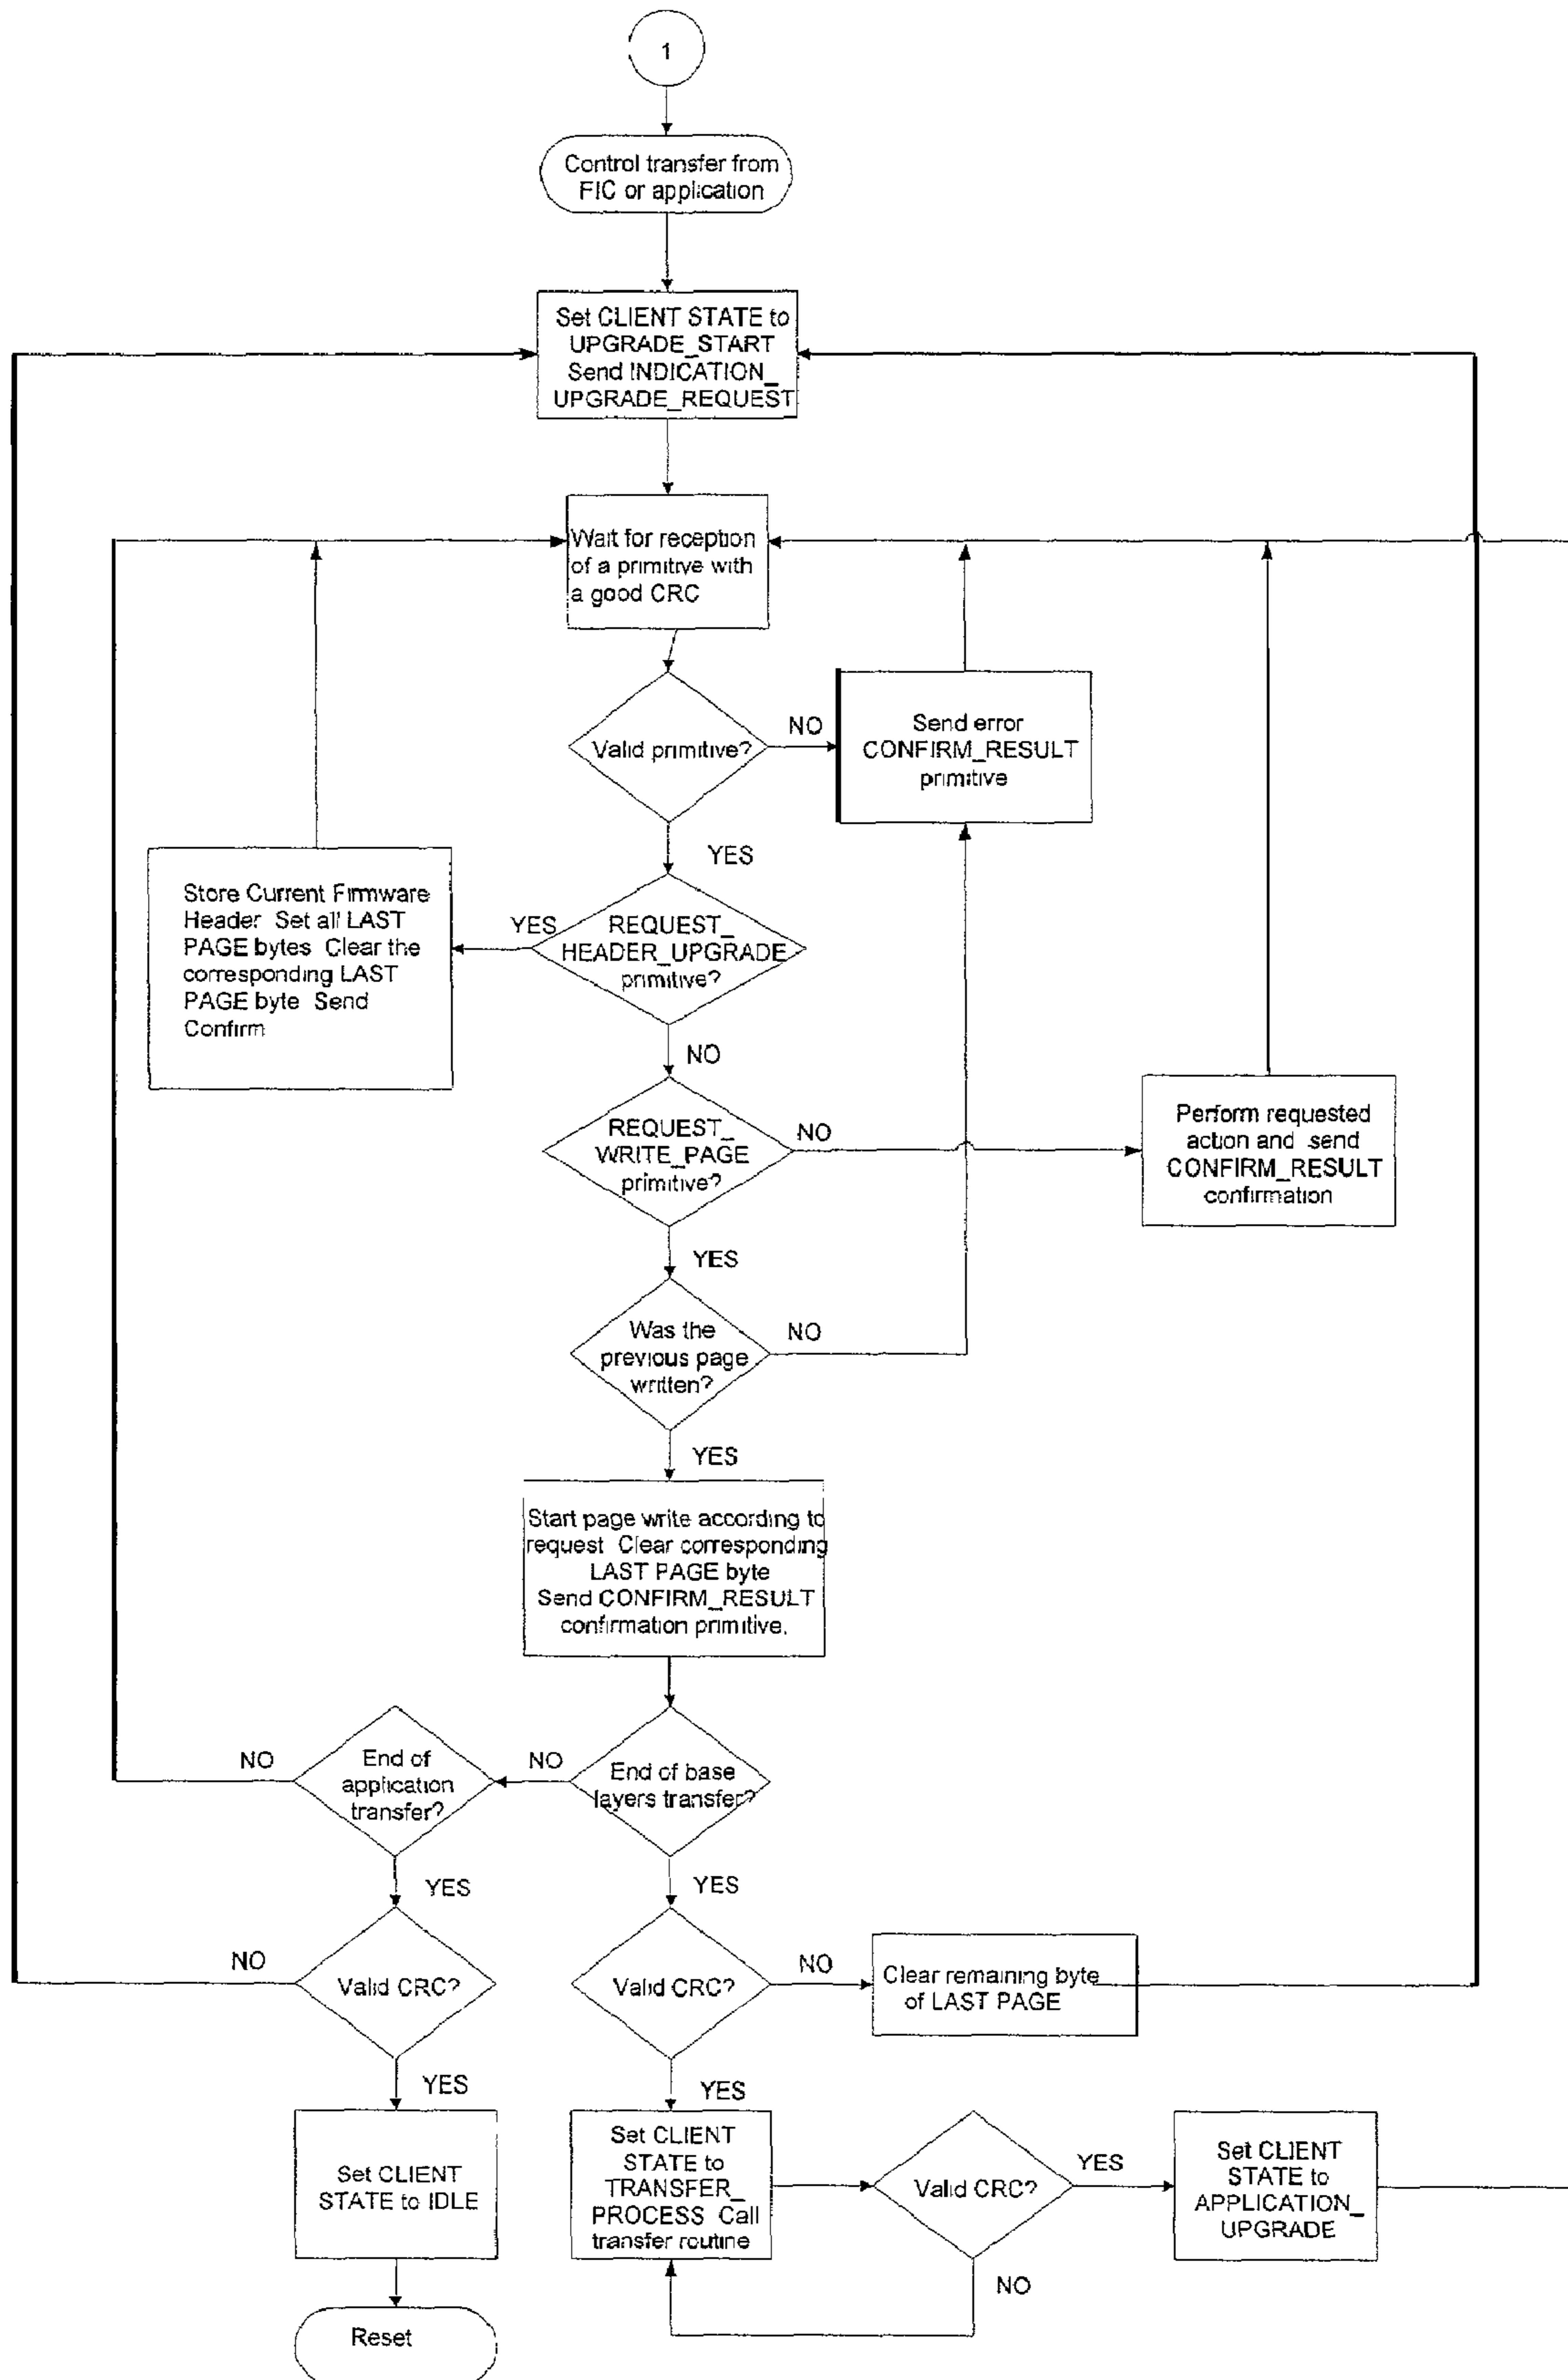 1
Control transfer from
FIC or application
Set CLIENT STATE to
UPGRADE_START
Send INDICATION_
UPGRADE_REQUEST
Wait for reception
of a primitive with
a good CRC
Valid primitive?
NO
Send error
CONFIRM_RESULT
primitive
YES
Store Current Firmware
Header Set all LAST
PAGE bytes Clear the
corresponding LAST
PAGE byte Send
Confirm
YES
REQUEST_
HEADER_UPGRADE
primitive?
NO
REQUEST_
WRITE_PAGE
primitive?
NO
Perform requested
action and send
CONFIRM_RESULT
confirmation
YES
Was the
previous page
written?
NO
YES
Start page write according to
request Clear corresponding
LAST PAGE byte
Send CONFIRM_RESULT
confirmation primitive.
NO
End of
application
transfer?
NO
End of base
layers transfer?
YES
YES
NO
Valid CRC?
Valid CRC?
NO
Clear remaining byte
of LAST PAGE
YES
YES
Set CLIENT
STATE to IDLE
Set CLIENT
STATE to
TRANSFER_
PROCESS Call
transfer routine
Valid CRC?
YES
Set CLIENT
STATE to
APPLICATION_
UPGRADE
NO
Reset